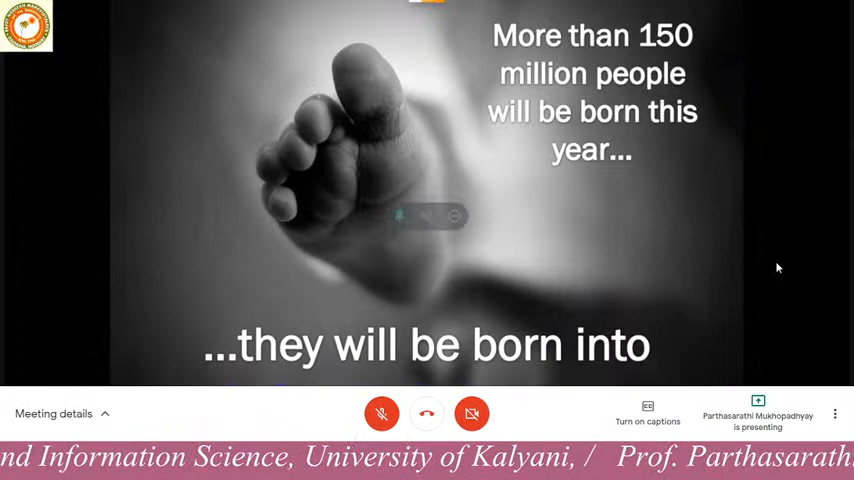 More than 150
million people
will be born this
year...
...they will be born into
Meeting details
Turn on captions
Parthasarathi Mukhopadhyay
is presenting
nd Information Science, University of Kalyani, / Prof. Parthasarath